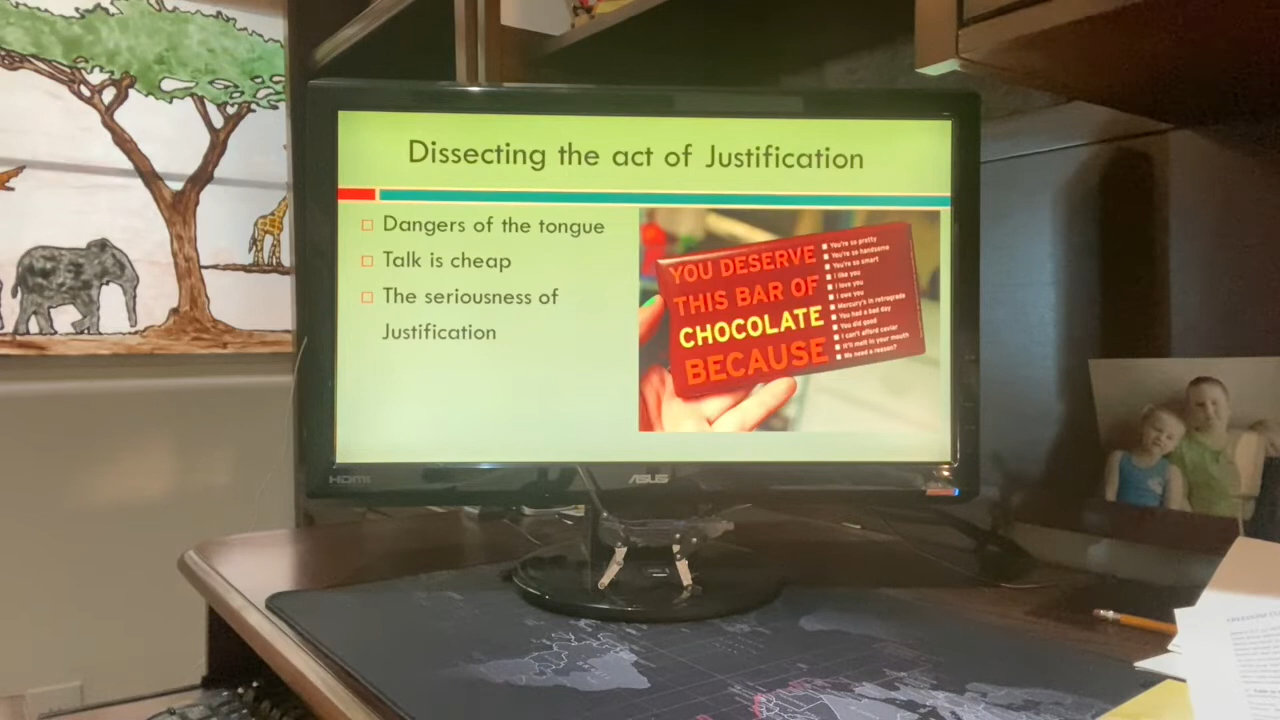 Dissecting the act of Justification
Dangers of the tongue
Talk is cheap
The seriousness of
Justification
YOU DESERVE
THIS BAR OF
CHOCOLATE
BECAUSE
You're so pretty
You're so handsome
You're so smart
I like you
I love you
I owe you
Mercury's in retrograde
You had a bad day
You did good
I can't afford caviar
It'll melt in your mouth
We need a reason?
HDMI
ASUS